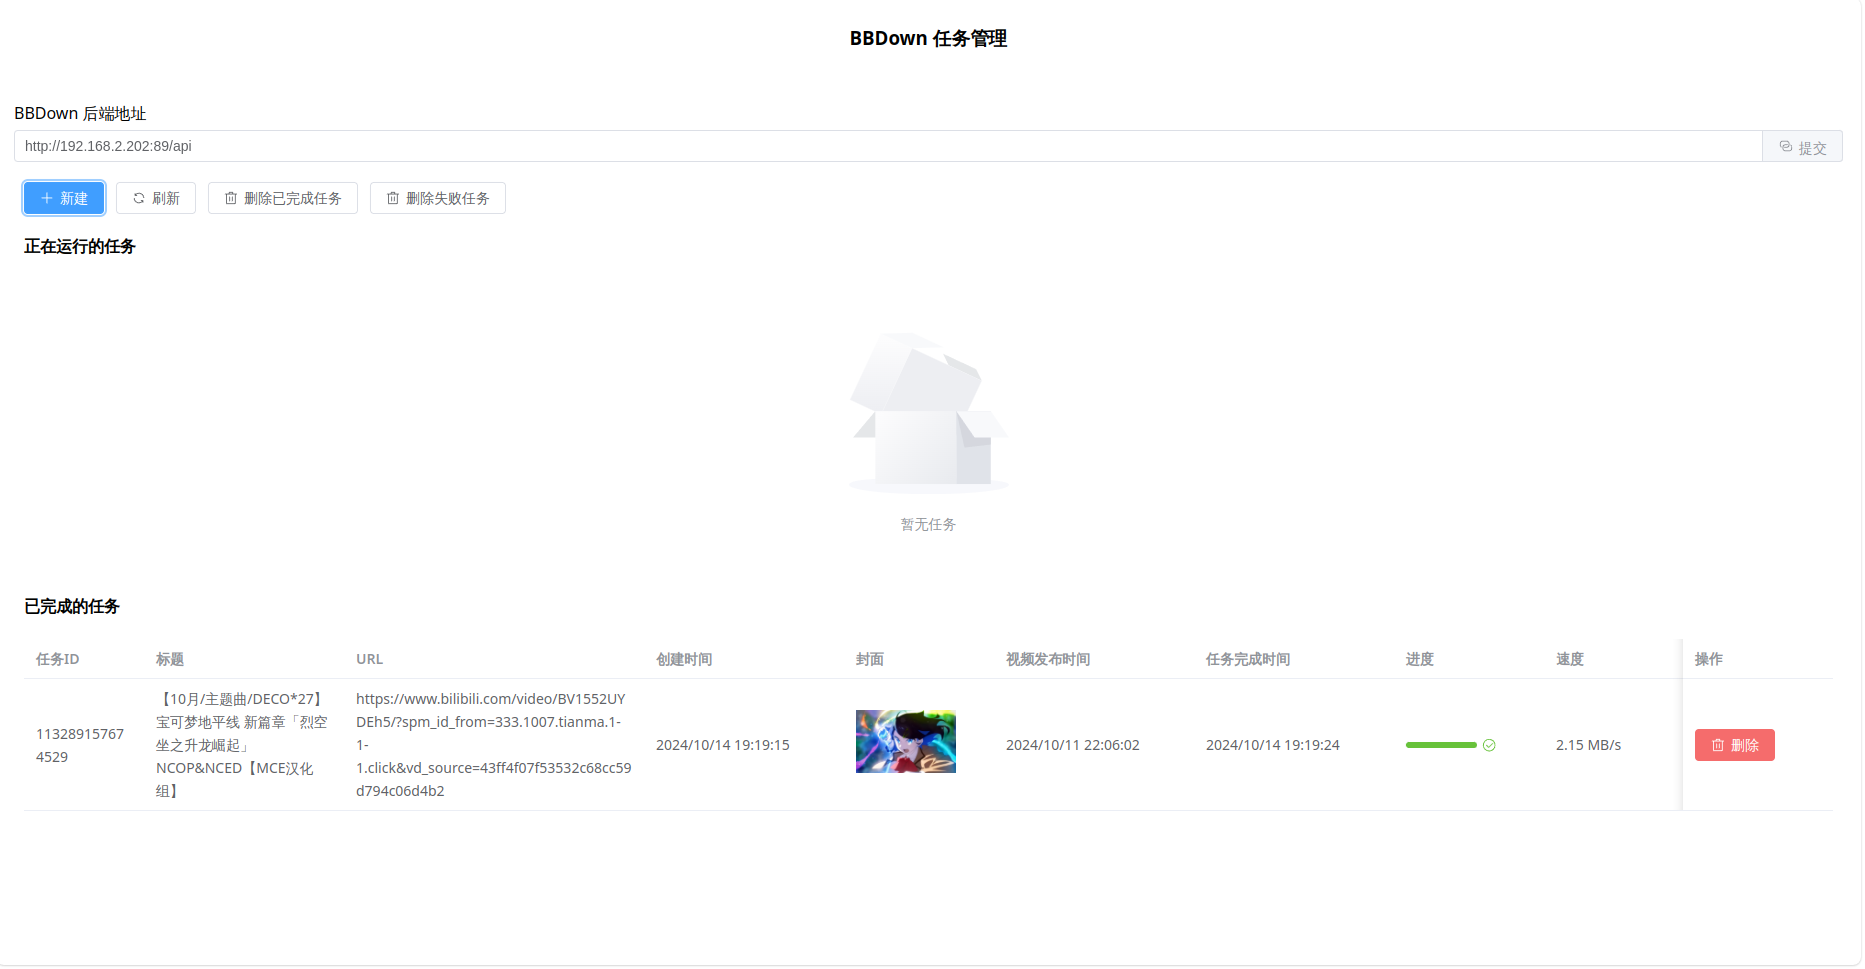 BBDown 任务管理
BBDown 后端地址
http://192.168.2.202:89/api
提交
新建
刷新
删除已完成任务
删除失败任务
正在运行的任务
暂无任务
已完成的任务
任务ID
标题
URL
创建时间
封面
视频发布时间
任务完成时间
进度
速度
操作
11328915767
4529
【10月/主题曲/DECO*27】
宝可梦地平线 新篇章「烈空
坐之升龙崛起」
NCOP&NCED【MCE汉化
组】
https://www.bilibili.com/video/BV1552UY
DEh5/?spm_id_from=333.1007.tianma.1-
1-
1.click&vd_source=43ff4f07f53532c68cc59
d794c06d4b2
2024/10/14 19:19:15
2024/10/11 22:06:02
2024/10/14 19:19:24
2.15 MB/s
删除